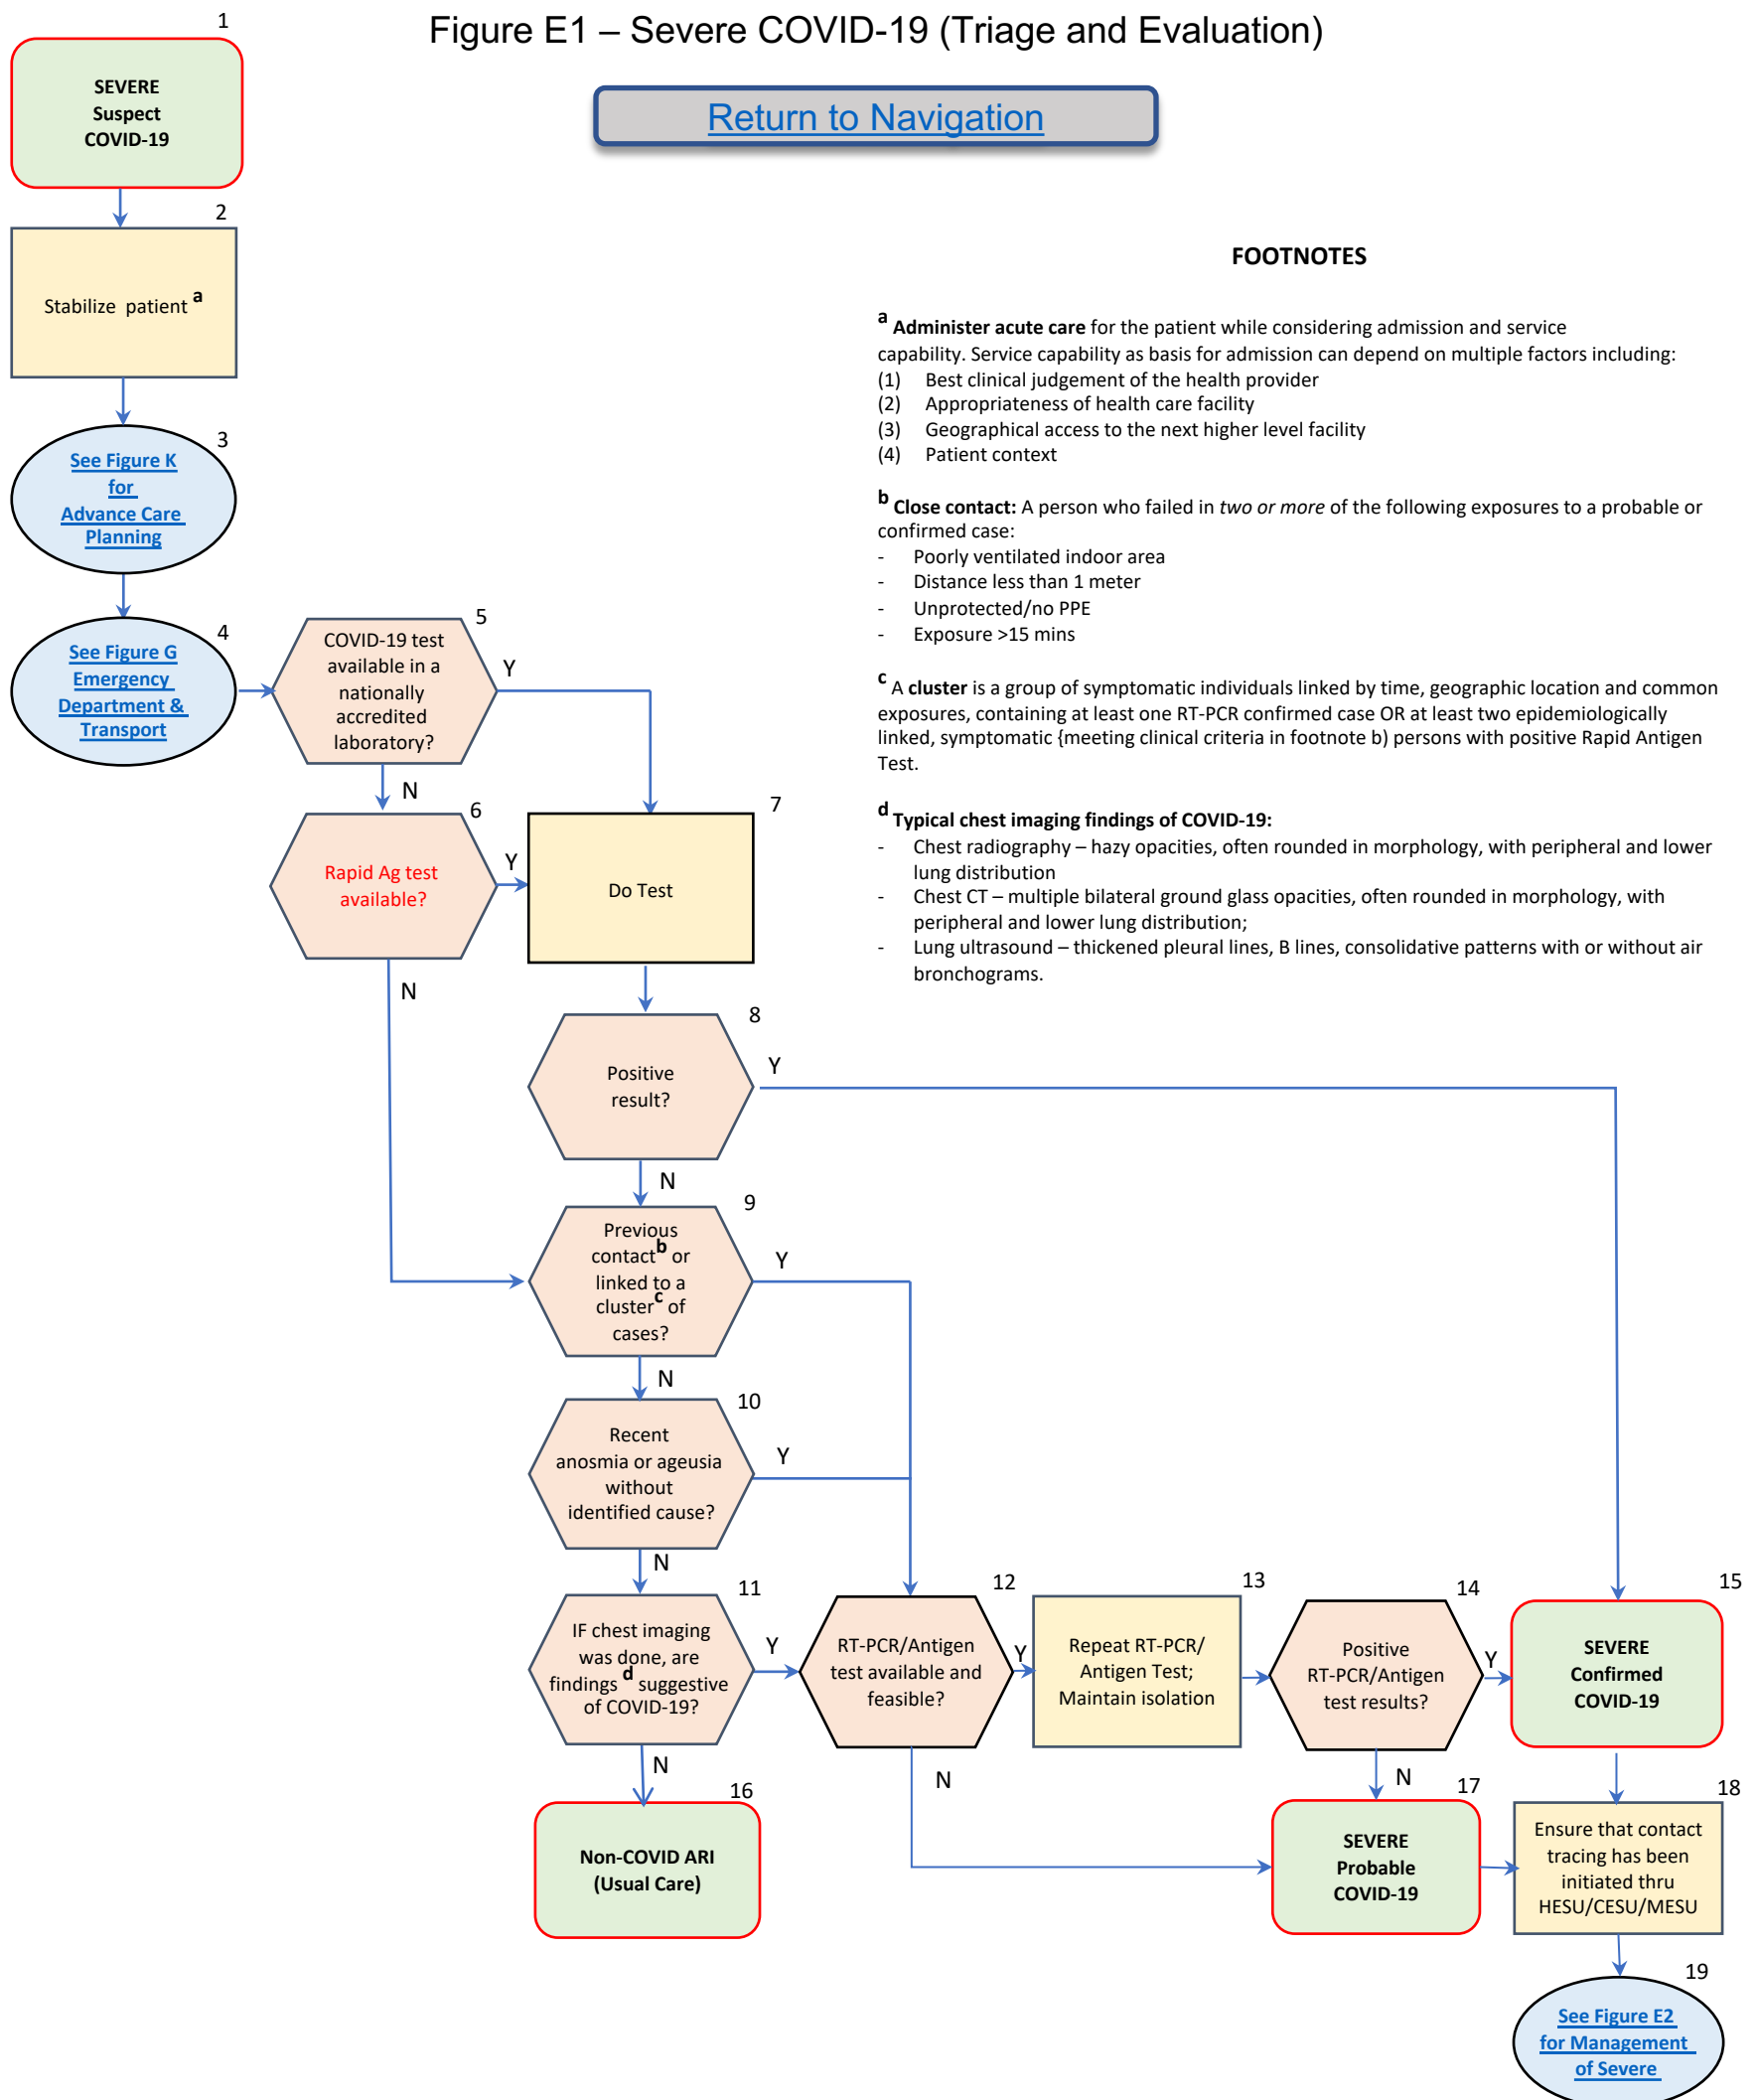 Figure E1 – Severe COVID-19 (Triage and Evaluation)
Return to Navigation
1
SEVERE
Suspect
COVID-19
2
Stabilize  patient a
3
See Figure K
for
Advance Care
Planning
4
See Figure G
Emergency
Department &
Transport
5
COVID-19 test
available in a
nationally
accredited
laboratory?
Y
N
6
Rapid Ag test
available?
Y
N
7
Do Test
8
Positive
result?
Y
N
9
Previous
contact b or
linked to a
cluster c of
cases?
Y
N
10
Recent
anosmia or ageusia
without
identified cause?
Y
N
11
IF chest imaging
was done, are
findings d suggestive
of COVID-19?
Y
N
12
RT-PCR/Antigen
test available and
feasible?
Y
N
13
Repeat RT-PCR/
Antigen Test;
Maintain isolation
14
Positive
RT-PCR/Antigen
test results?
Y
N
15
SEVERE
Confirmed
COVID-19
16
Non-COVID ARI
(Usual Care)
17
SEVERE
Probable
COVID-19
18
Ensure that contact
tracing has been
initiated thru
HESU/CESU/MESU
19
See Figure E2
for Management
of Severe
FOOTNOTES
a Administer acute care for the patient while considering admission and service
capability. Service capability as basis for admission can depend on multiple factors including:
(1) Best clinical judgement of the health provider
(2) Appropriateness of health care facility
(3) Geographical access to the next higher level facility
(4) Patient context
b Close contact: A person who failed in two or more of the following exposures to a probable or
confirmed case:
- Poorly ventilated indoor area
- Distance less than 1 meter
- Unprotected/no PPE
- Exposure >15 mins
c A cluster is a group of symptomatic individuals linked by time, geographic location and common
exposures, containing at least one RT-PCR confirmed case OR at least two epidemiologically
linked, symptomatic {meeting clinical criteria in footnote b) persons with positive Rapid Antigen
Test.
d Typical chest imaging findings of COVID-19:
- Chest radiography – hazy opacities, often rounded in morphology, with peripheral and lower
lung distribution
- Chest CT – multiple bilateral ground glass opacities, often rounded in morphology, with
peripheral and lower lung distribution;
- Lung ultrasound – thickened pleural lines, B lines, consolidative patterns with or without air
bronchograms.